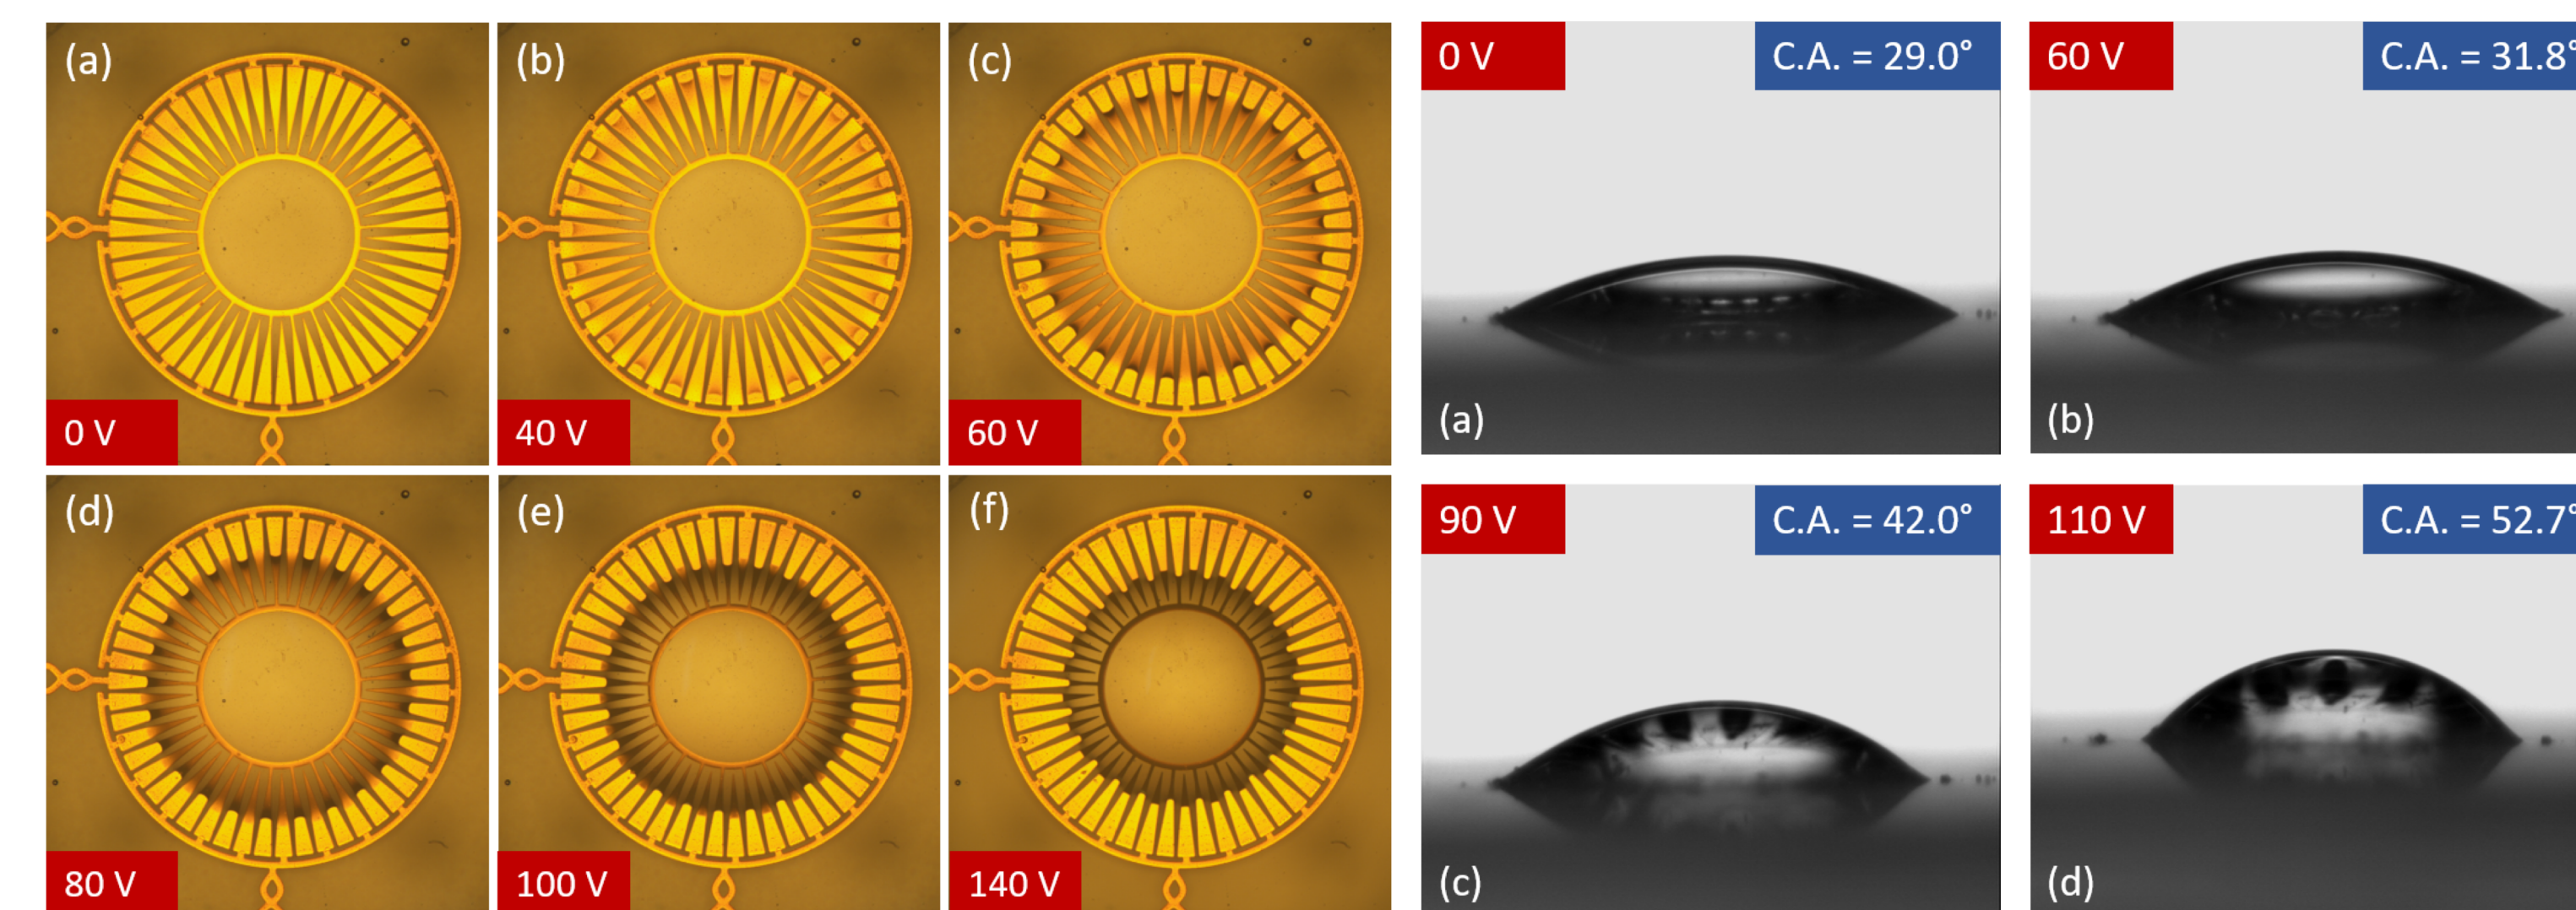 (a)
0 V
(b)
40 V
(c)
60 V
(d)
80 V
(e)
100 V
(f)
140 V
0 V
C.A. = 29.0°
(a)
60 V
C.A. = 31.8°
(b)
90 V
C.A. = 42.0°
(c)
110 V
C.A. = 52.7°
(d)